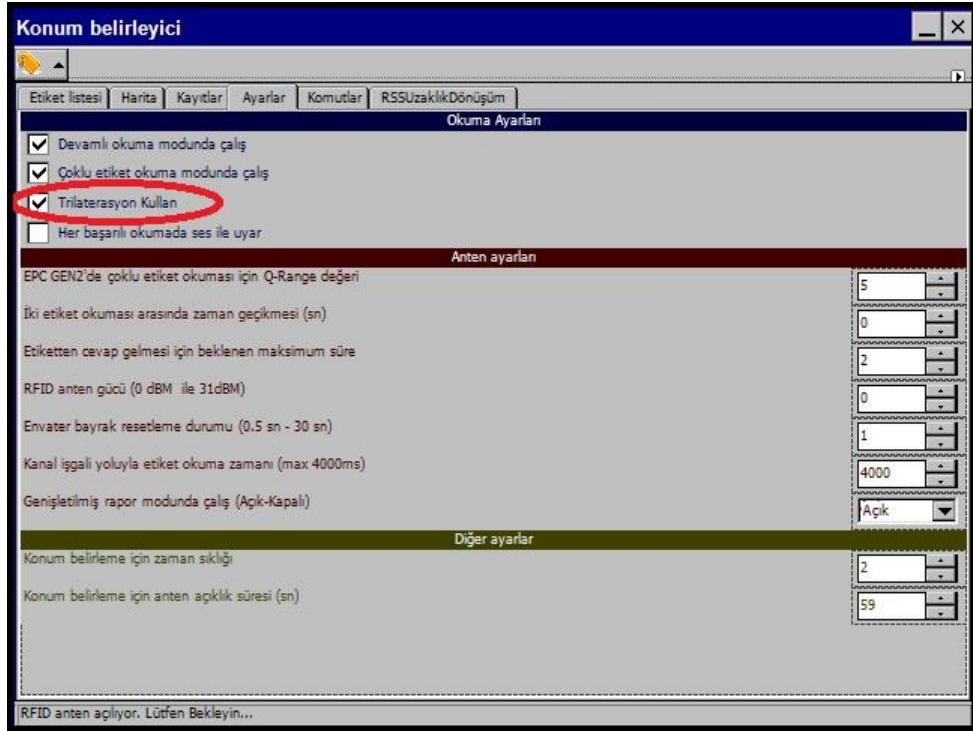 Konum belirleyici
Etiket listesi Harita Kayıtlar Ayarlar Komutlar RSSUzaklıkDönüşüm
Okuma Ayarları
Devamlı okuma modunda çalış
Çoklu etiket okuma modunda çalış
Trilaterasyon Kullan
Her başarılı okumada ses ile uyar
Anten ayarları
EPC GEN2'de çoklu etiket okuması için Q-Range değeri 5
İki etiket okuması arasında zaman geçikmesi (sn) 0
Etiketten cevap gelmesi için beklenen maksimum süre 2
RFID anten gücü (0 dBM ile 31dBM) 0
Envater bayrak resetleme durumu (0.5 sn - 30 sn) 1
Kanal işgali yoluyla etiket okuma zamanı (max 4000ms) 4000
Genişletilmiş rapor modunda çalış (Açık-Kapalı) Açık
Diğer ayarlar
Konum belirleme için zaman sıklığı 2
Konum belirleme için anten açıklık süresi (sn) 59
RFID anten açılıyor. Lütfen Bekleyin...